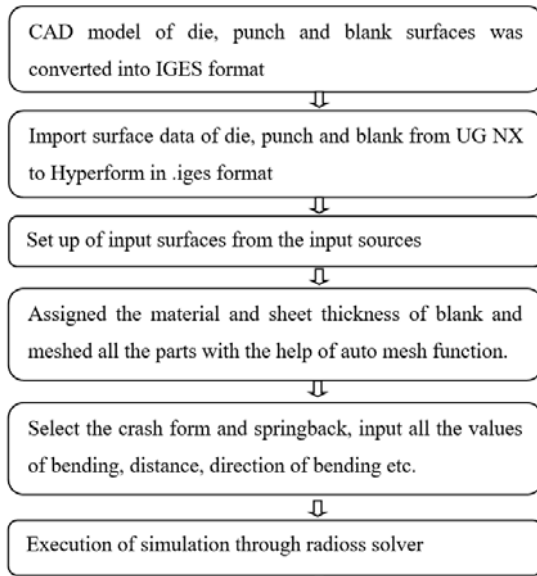 CAD model of die, punch and blank surfaces was
converted into IGES format
Import surface data of die, punch and blank from UG NX
to Hyperform in .iges format
Set up of input surfaces from the input sources
Assigned the material and sheet thickness of blank and
meshed all the parts with the help of auto mesh function.
Select the crash form and springback, input all the values
of bending, distance, direction of bending etc.
Execution of simulation through radioss solver